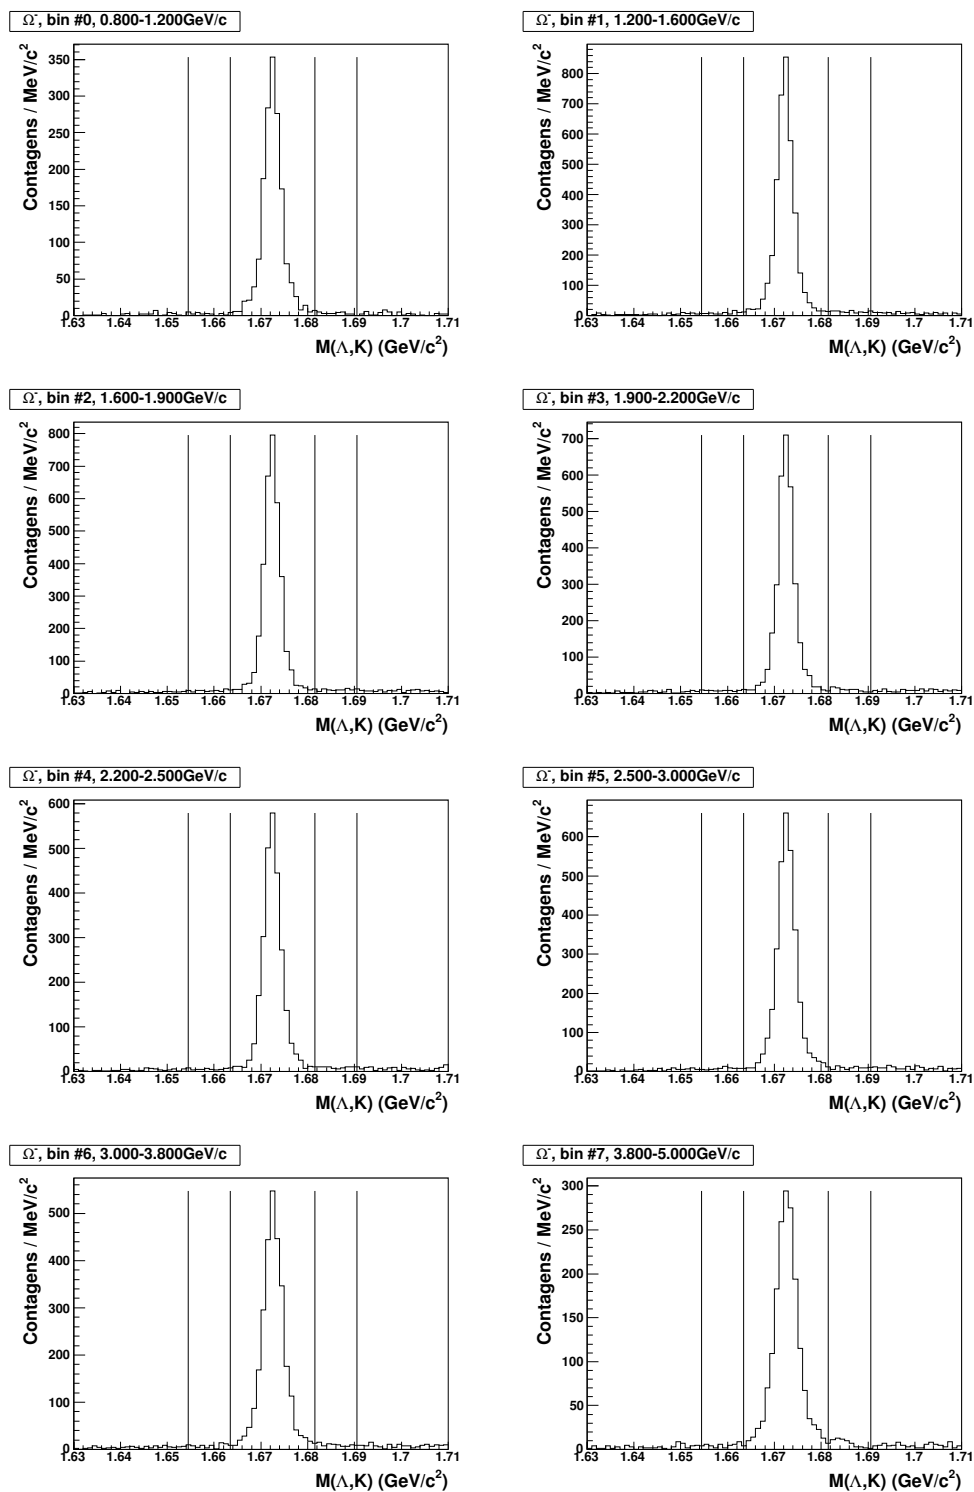 Ω⁻, bin #0, 0.800-1.200GeV/c
Contagens / MeV/c²
350
300
250
200
150
100
50
0
1.63 1.64 1.65 1.66 1.67 1.68 1.69 1.7 1.71
M(Λ,K) (GeV/c²)
Ω⁻, bin #1, 1.200-1.600GeV/c
Contagens / MeV/c²
800
700
600
500
400
300
200
100
0
1.63 1.64 1.65 1.66 1.67 1.68 1.69 1.7 1.71
M(Λ,K) (GeV/c²)
Ω⁻, bin #2, 1.600-1.900GeV/c
Contagens / MeV/c²
800
700
600
500
400
300
200
100
0
1.63 1.64 1.65 1.66 1.67 1.68 1.69 1.7 1.71
M(Λ,K) (GeV/c²)
Ω⁻, bin #3, 1.900-2.200GeV/c
Contagens / MeV/c²
700
600
500
400
300
200
100
0
1.63 1.64 1.65 1.66 1.67 1.68 1.69 1.7 1.71
M(Λ,K) (GeV/c²)
Ω⁻, bin #4, 2.200-2.500GeV/c
Contagens / MeV/c²
600
500
400
300
200
100
0
1.63 1.64 1.65 1.66 1.67 1.68 1.69 1.7 1.71
M(Λ,K) (GeV/c²)
Ω⁻, bin #5, 2.500-3.000GeV/c
Contagens / MeV/c²
600
500
400
300
200
100
0
1.63 1.64 1.65 1.66 1.67 1.68 1.69 1.7 1.71
M(Λ,K) (GeV/c²)
Ω⁻, bin #6, 3.000-3.800GeV/c
Contagens / MeV/c²
500
400
300
200
100
0
1.63 1.64 1.65 1.66 1.67 1.68 1.69 1.7 1.71
M(Λ,K) (GeV/c²)
Ω⁻, bin #7, 3.800-5.000GeV/c
Contagens / MeV/c²
300
250
200
150
100
50
0
1.63 1.64 1.65 1.66 1.67 1.68 1.69 1.7 1.71
M(Λ,K) (GeV/c²)